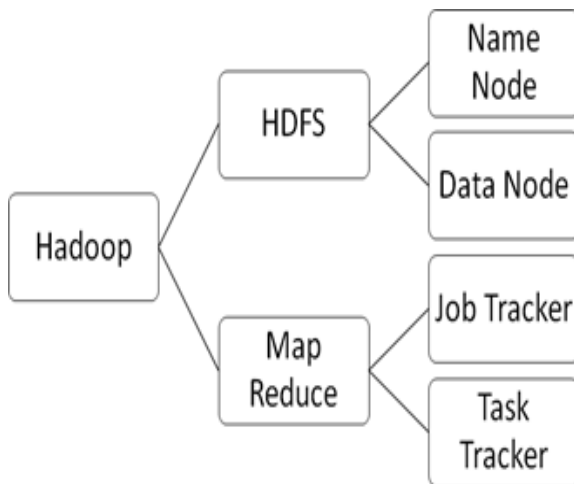 Hadoop
HDFS
Name
Node
Data Node
Map
Reduce
Job Tracker
Task
Tracker